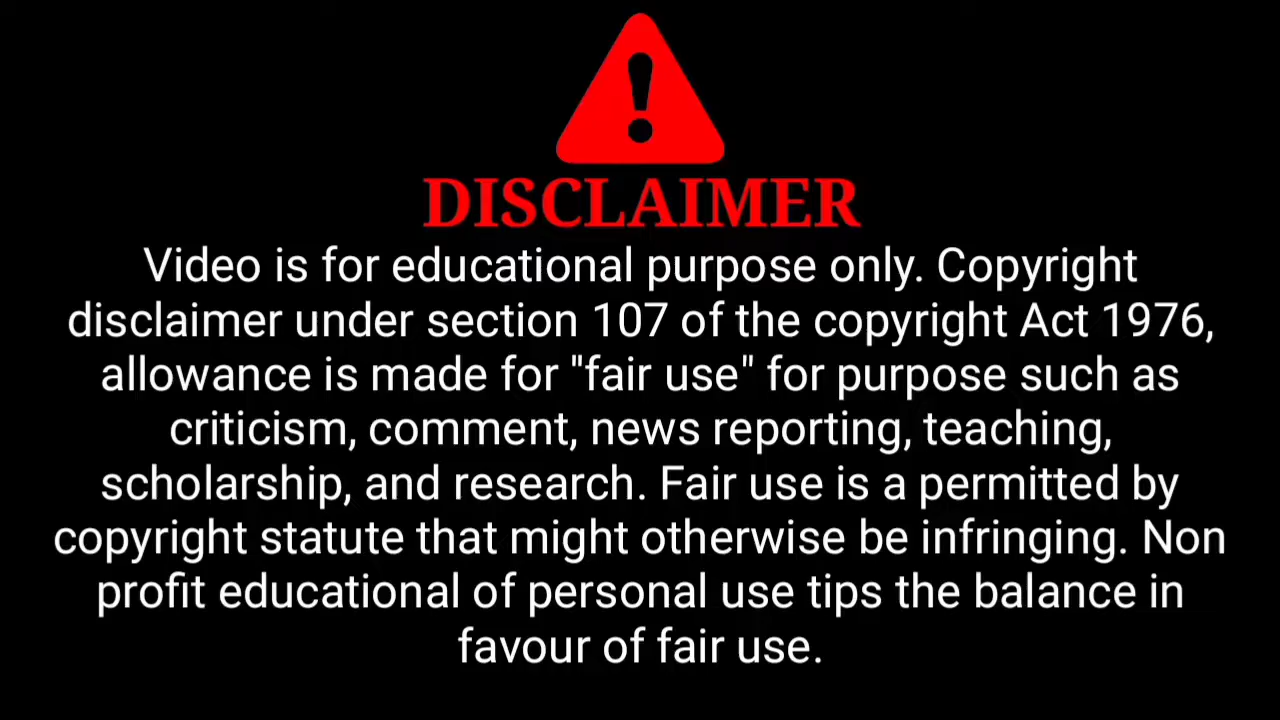 DISCLAIMER
Video is for educational purpose only. Copyright
disclaimer under section 107 of the copyright Act 1976,
allowance is made for "fair use" for purpose such as
criticism, comment, news reporting, teaching,
scholarship, and research. Fair use is a permitted by
copyright statute that might otherwise be infringing. Non
profit educational of personal use tips the balance in
favour of fair use.